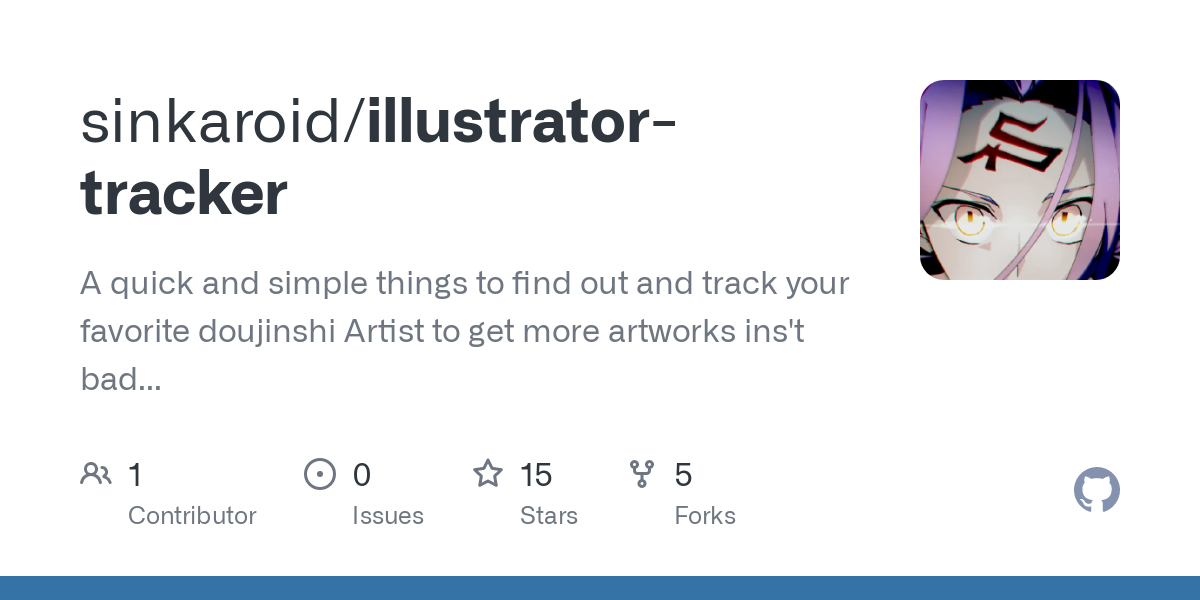 sinkaroid/illustrator-
tracker
A quick and simple things to find out and track your
favorite doujinshi Artist to get more artworks ins't
bad...
1 0 15 5
Contributor Issues Stars Forks